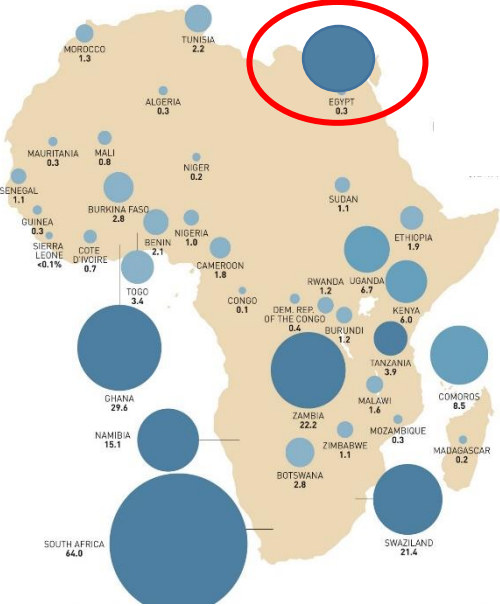 TUNISIA
2.2
MOROCCO
1.3
EGYPT
0.3
ALGERIA
0.3
MAURITANIA
0.3
MALI
0.8
NIGER
0.2
SENEGAL
1.1
SUDAN
1.1
BURKINA FASO
2.8
GUINEA
0.3
NIGERIA
1.0
BENIN
2.1
ETHIOPIA
1.9
SIERRA
LEONE
<0.1%
COTE
D'IVOIRE
0.7
CAMEROON
1.8
TOGO
3.4
RWANDA
1.2
UGANDA
6.7
KENYA
6.0
CONGO
0.1
DEM. REP.
OF THE CONGO
0.4
BURUNDI
1.2
TANZANIA
3.9
GHANA
29.6
MALAWI
1.6
COMOROS
8.5
ZAMBIA
22.2
MOZAMBIQUE
0.3
NAMIBIA
15.1
ZIMBABWE
1.1
MADAGASCAR
0.2
BOTSWANA
2.8
SOUTH AFRICA
64.0
SWAZILAND
21.4